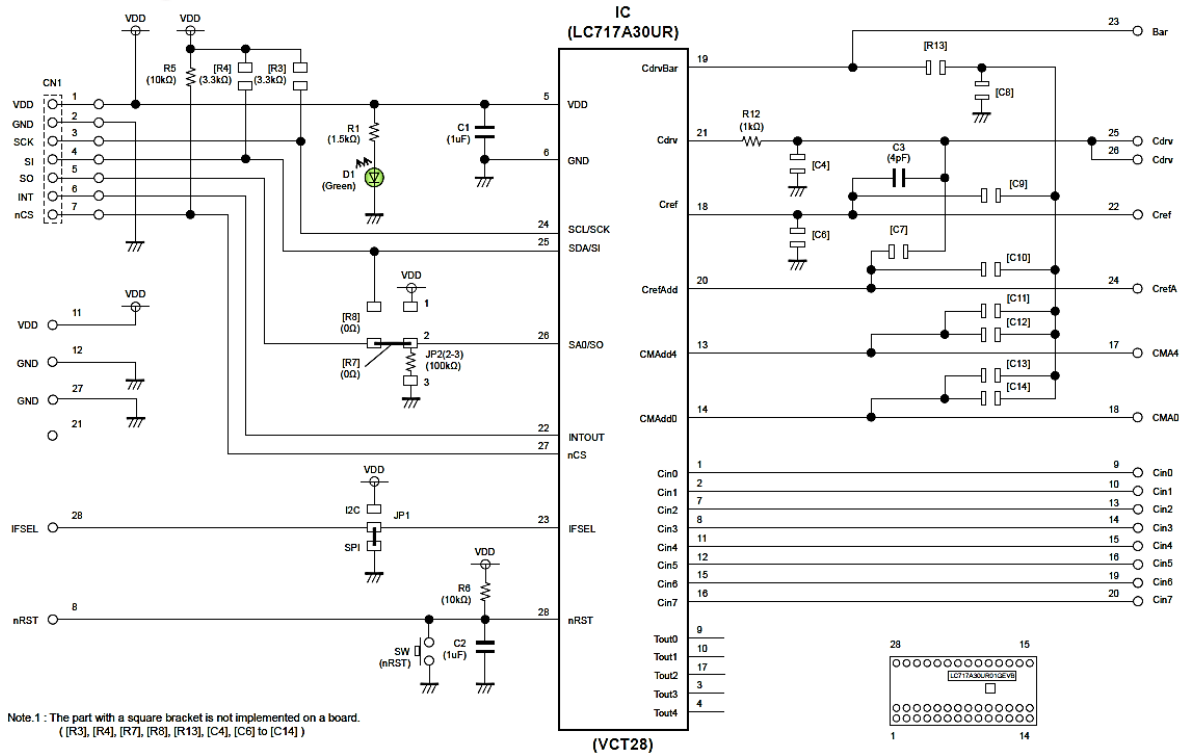 IC
(LC717A30UR)
VDD
VDD
R5
(10kΩ)
[R4]
(3.3kΩ)
[R3]
(3.3kΩ)
CN1
VDD 1
GND 2
SCK 3
SI 4
SO 5
INT 6
nCS 7
R1
(1.5kΩ)
D1
(Green)
C1
(1uF)
5 VDD
6 GND
24 SCL/SCK
25 SDA/SI
VDD
1
[R8]
(0Ω)
[R7]
(0Ω)
2
JP2(2-3)
(100kΩ)
3
26 SA0/SO
VDD
VDD 11
GND 12
GND 27
21
22 INTOUT
27 nCS
VDD
I2C
JP1
SPI
IFSEL 28
23 IFSEL
VDD
R6
(10kΩ)
nRST 8
28 nRST
SW
(nRST)
C2
(1uF)
CdrvBar 19
23 Bar
[R13]
[C8]
Cdrv 21
R12
(1kΩ)
[C4]
C3
(4pF)
25 Cdrv
26 Cdrv
[C9]
Cref 18
22 Cref
[C6]
[C7]
[C10]
CrefAdd 20
24 CrefA
[C11]
[C12]
CMAdd4 13
17 CMA4
[C13]
[C14]
CMAdd0 14
18 CMA0
Cin0 1 9 Cin0
Cin1 2 10 Cin1
Cin2 7 13 Cin2
Cin3 8 14 Cin3
Cin4 11 15 Cin4
Cin5 12 16 Cin5
Cin6 15 19 Cin6
Cin7 16 20 Cin7
Tout0 9
Tout1 10
Tout2 17
Tout3 3
Tout4 4
28 15
LC717A30UR01GEVB
1 14
(VCT28)
Note.1 : The part with a square bracket is not implemented on a board.
( [R3], [R4], [R7], [R8], [R13], [C4], [C6] to [C14] )